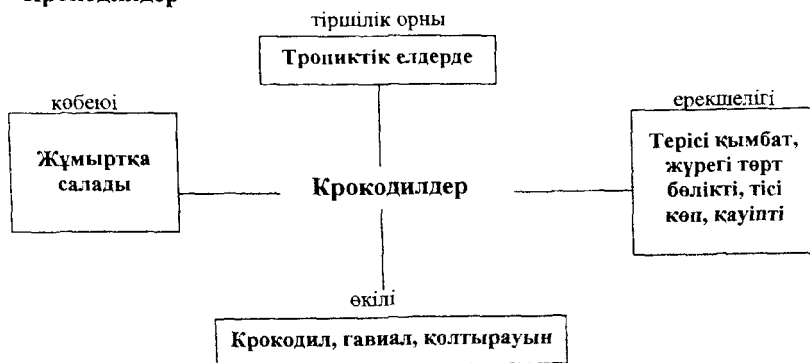 тіршілік орны
Тропиктік елдерде
көбеюі
ерекшелігі
Жұмыртқа
салады
Крокодилдер
Терісі қымбат,
жүрегі төрт
бөлікті, тісі
көп, қауіпті
өкілі
Крокодил, гавиал, қолтырауын